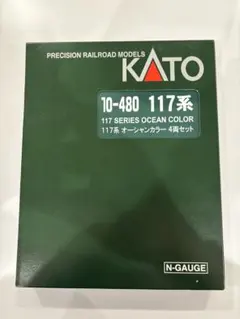 PRECISION RAILROAD MODELS
KATO
10-480 117系
117 SERIES OCEAN COLOR
117系 オーシャンカラー 4両セット
N-GAUGE